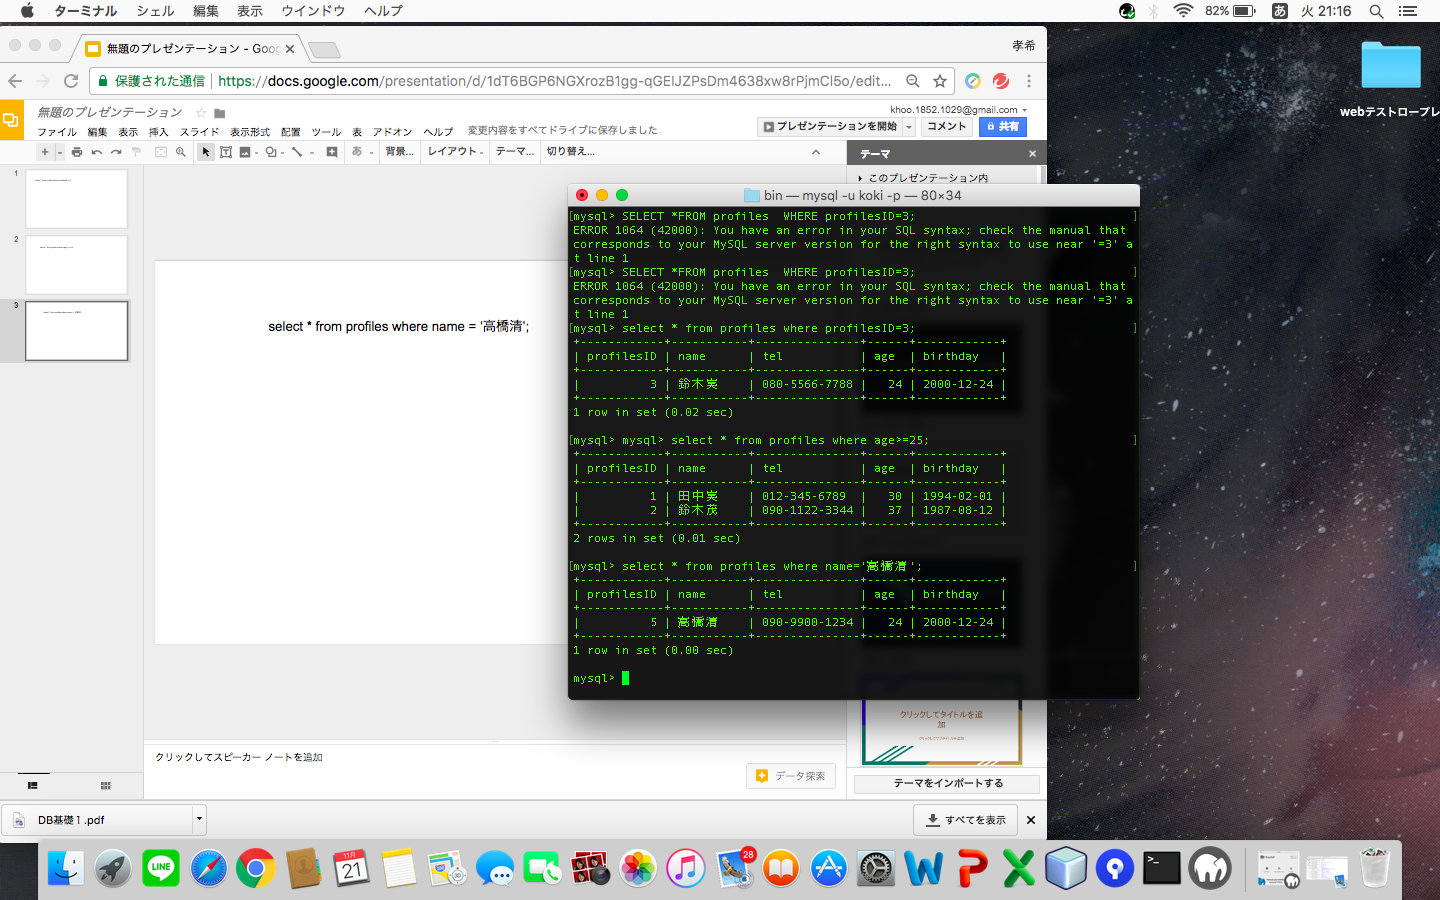 ターミナル シェル 編集 表示 ウインドウ ヘルプ 82% あ 火 21:16
無題のプレゼンテーション - Goog 孝希
保護された通信 https://docs.google.com/presentation/d/1dT6BGP6NGXrozB1gg-qGEIJZPsDm4638xw8rPjmCl5o/edit...
無題のプレゼンテーション
khoo.1852.1029@gmail.com
ファイル 編集 表示 挿入 スライド 表示形式 配置 ツール 表 アドオン ヘルプ 変更内容をすべてドライブに保存しました
プレゼンテーションを開始 コメント 共有
あ 背景... レイアウト テーマ... 切り替え...
テーマ
このプレゼンテーション内
webテストロープレ
1
2
3
select * from profiles where name = '高橋清';
bin — mysql -u koki -p — 80×34
[mysql> SELECT *FROM profiles  WHERE profilesID=3; ]
ERROR 1064 (42000): You have an error in your SQL syntax; check the manual that
corresponds to your MySQL server version for the right syntax to use near '=3' a
t line 1
[mysql> SELECT *FROM profiles  WHERE profilesID=3; ]
ERROR 1064 (42000): You have an error in your SQL syntax; check the manual that
corresponds to your MySQL server version for the right syntax to use near '=3' a
t line 1
[mysql> select * from profiles where profilesID=3; ]
+------------+-----------+---------------+------+------------+
| profilesID | name | tel | age | birthday |
+------------+-----------+---------------+------+------------+
| 3 | 鈴木実 | 080-5566-7788 | 24 | 2000-12-24 |
+------------+-----------+---------------+------+------------+
1 row in set (0.02 sec)
[mysql> mysql> select * from profiles where age>=25; ]
+------------+-----------+---------------+------+------------+
| profilesID | name | tel | age | birthday |
+------------+-----------+---------------+------+------------+
| 1 | 田中実 | 012-345-6789 | 30 | 1994-02-01 |
| 2 | 鈴木茂 | 090-1122-3344 | 37 | 1987-08-12 |
+------------+-----------+---------------+------+------------+
2 rows in set (0.01 sec)
[mysql> select * from profiles where name='高橋清'; ]
+------------+-----------+---------------+------+------------+
| profilesID | name | tel | age | birthday |
+------------+-----------+---------------+------+------------+
| 5 | 高橋清 | 090-9900-1234 | 24 | 2000-12-24 |
+------------+-----------+---------------+------+------------+
1 row in set (0.00 sec)
mysql>
クリックしてタイトルを追
加
クリックしてスピーカー ノートを追加
データ探索
テーマをインポートする
DB基礎1.pdf
すべてを表示
LINE
11月
21
3D
28